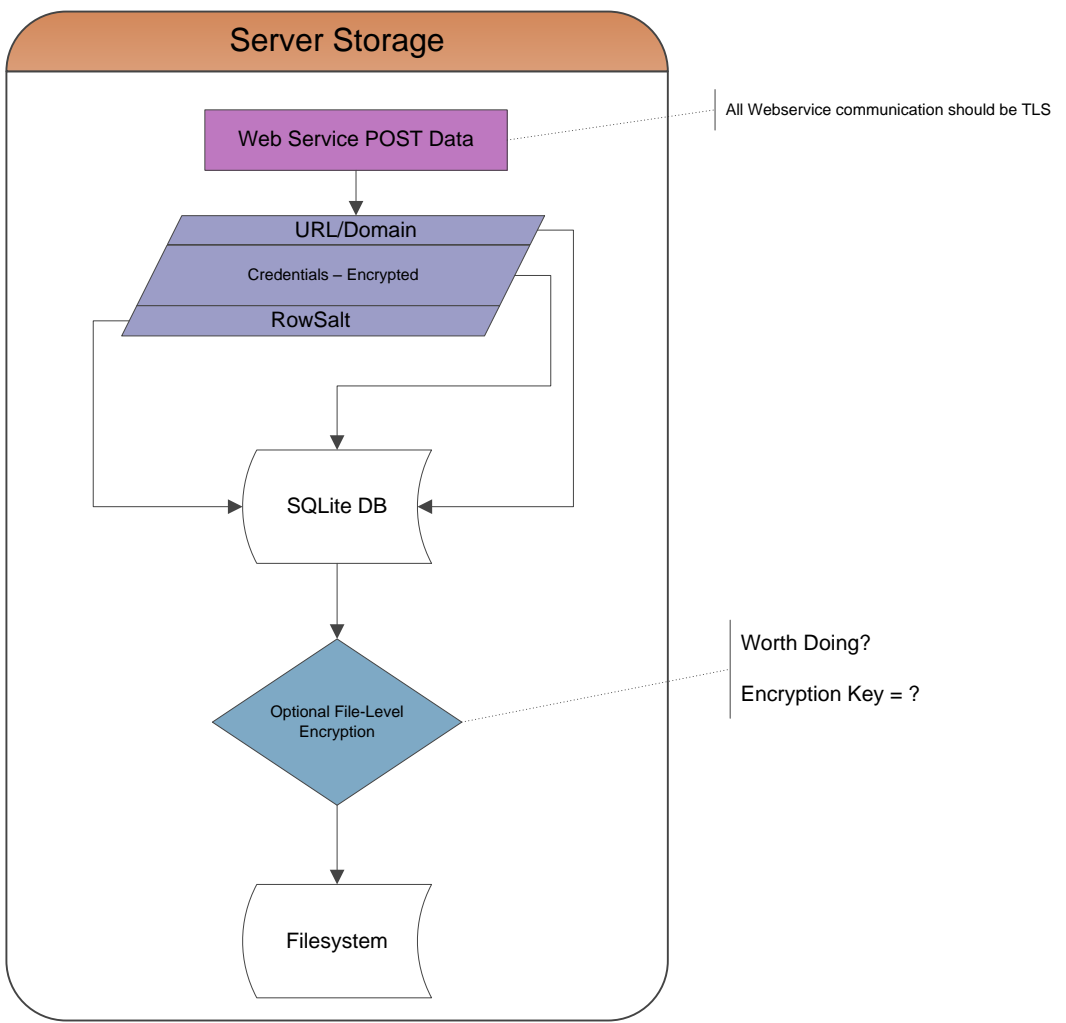 Server Storage
Web Service POST Data
All Webservice communication should be TLS
URL/Domain
Credentials – Encrypted
RowSalt
SQLite DB
Worth Doing?
Encryption Key = ?
Optional File-Level
Encryption
Filesystem